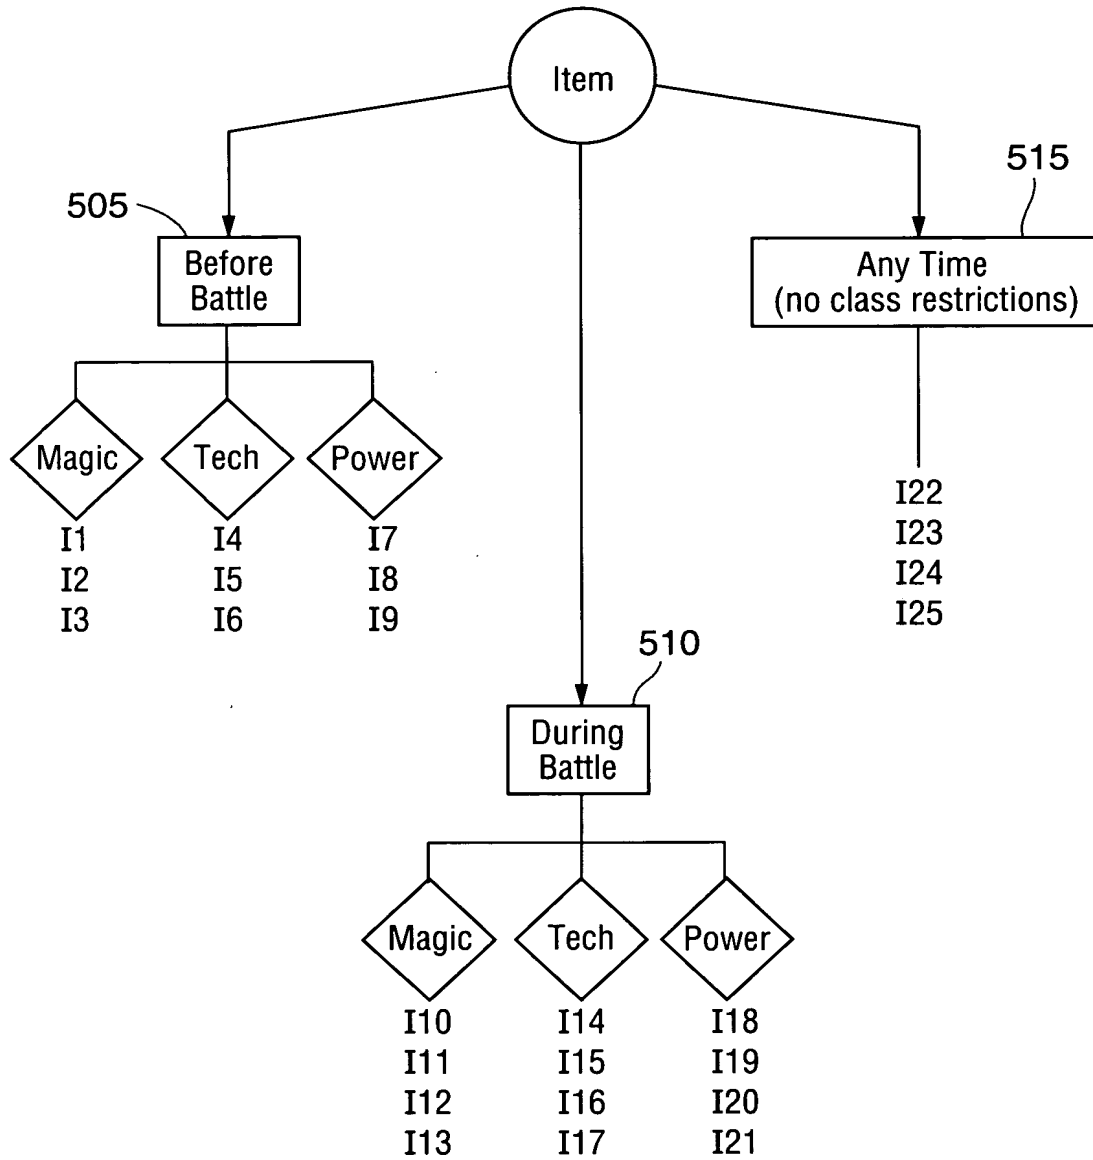 Item
515
505
Before
Battle
Any Time
(no class restrictions)
Magic
Tech
Power
I1
I4
I7
I2
I5
I8
I3
I6
I9
I22
I23
I24
I25
510
During
Battle
Magic
Tech
Power
I10
I14
I18
I11
I15
I19
I12
I16
I20
I13
I17
I21